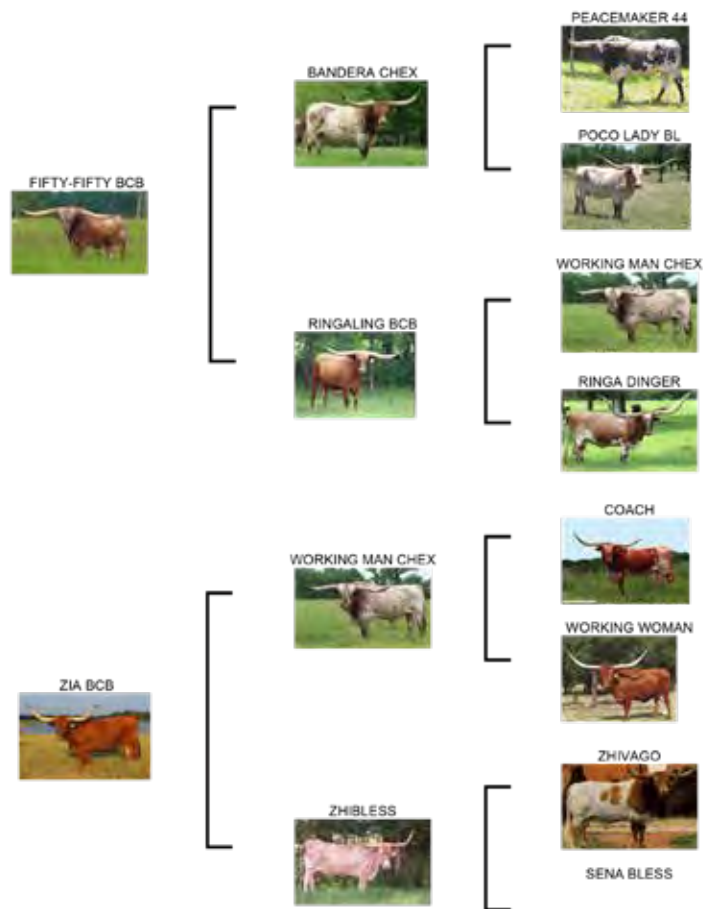 PEACEMAKER 44
BANDERA CHEX
POCO LADY BL
FIFTY-FIFTY BCB
WORKING MAN CHEX
RINGALING BCB
RINGA DINGER
COACH
WORKING MAN CHEX
WORKING WOMAN
ZIA BCB
ZHIVAGO
ZHIBLESS
SENA BLESS